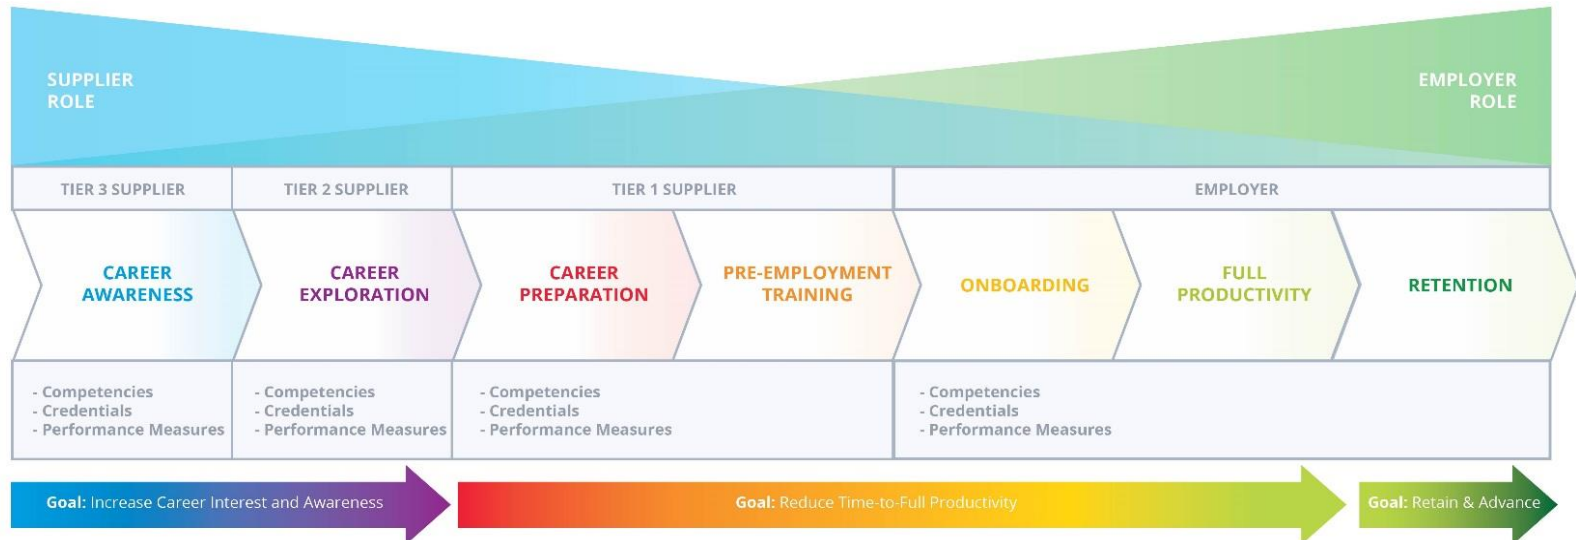 SUPPLIER
ROLE
EMPLOYER
ROLE
TIER 3 SUPPLIER
TIER 2 SUPPLIER
TIER 1 SUPPLIER
EMPLOYER
CAREER
AWARENESS
CAREER
EXPLORATION
CAREER
PREPARATION
PRE-EMPLOYMENT
TRAINING
ONBOARDING
FULL
PRODUCTIVITY
RETENTION
- Competencies
- Credentials
- Performance Measures
- Competencies
- Credentials
- Performance Measures
- Competencies
- Credentials
- Performance Measures
- Competencies
- Credentials
- Performance Measures
Goal: Increase Career Interest and Awareness
Goal: Reduce Time-to-Full Productivity
Goal: Retain & Advance